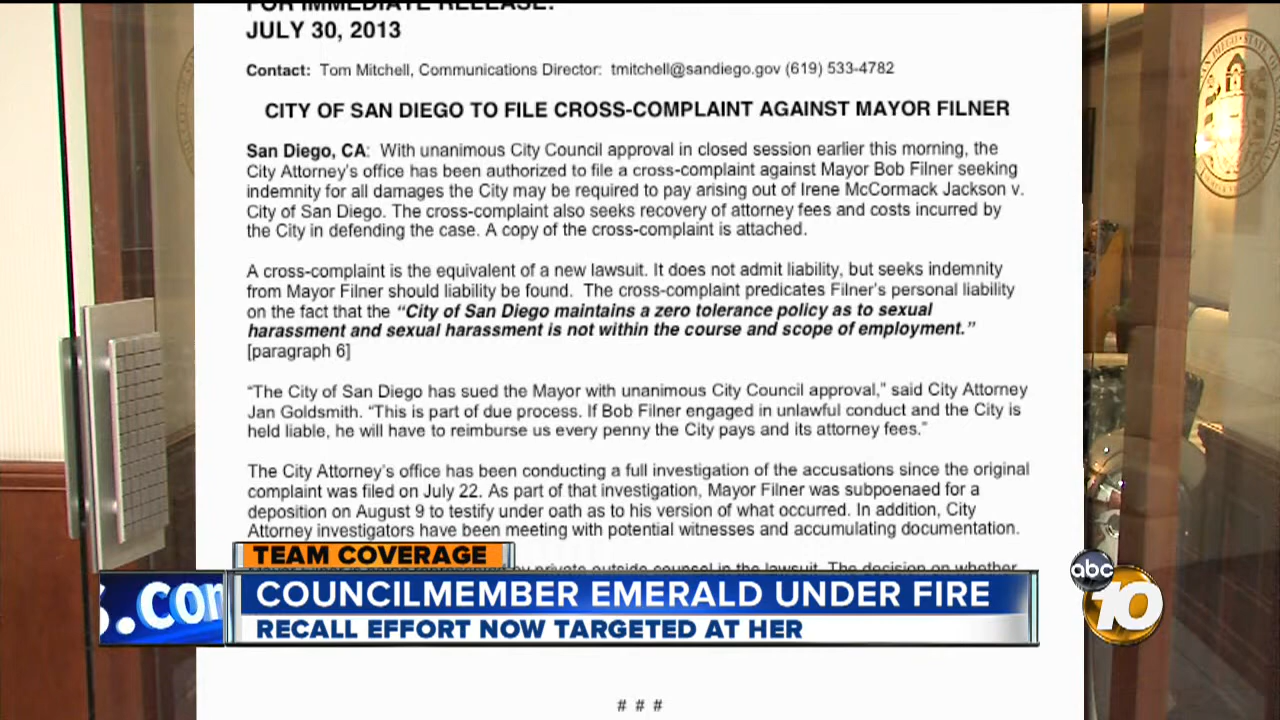 FOR IMMEDIATE RELEASE:
JULY 30, 2013
Contact: Tom Mitchell, Communications Director: tmitchell@sandiego.gov (619) 533-4782
CITY OF SAN DIEGO TO FILE CROSS-COMPLAINT AGAINST MAYOR FILNER
San Diego, CA: With unanimous City Council approval in closed session earlier this morning, the
City Attorney's office has been authorized to file a cross-complaint against Mayor Bob Filner seeking
indemnity for all damages the City may be required to pay arising out of Irene McCormack Jackson v.
City of San Diego. The cross-complaint also seeks recovery of attorney fees and costs incurred by
the City in defending the case. A copy of the cross-complaint is attached.
A cross-complaint is the equivalent of a new lawsuit. It does not admit liability, but seeks indemnity
from Mayor Filner should liability be found. The cross-complaint predicates Filner's personal liability
on the fact that the "City of San Diego maintains a zero tolerance policy as to sexual
harassment and sexual harassment is not within the course and scope of employment."
[paragraph 6]
"The City of San Diego has sued the Mayor with unanimous City Council approval," said City Attorney
Jan Goldsmith. "This is part of due process. If Bob Filner engaged in unlawful conduct and the City is
held liable, he will have to reimburse us every penny the City pays and its attorney fees."
The City Attorney's office has been conducting a full investigation of the accusations since the original
complaint was filed on July 22. As part of that investigation, Mayor Filner was subpoenaed for a
deposition on August 9 to testify under oath as to his version of what occurred. In addition, City
Attorney investigators have been meeting with potential witnesses and accumulating documentation.
by private outside counsel in the lawsuit. The decision on whether
TEAM COVERAGE
s.com
COUNCILMEMBER EMERALD UNDER FIRE
RECALL EFFORT NOW TARGETED AT HER
abc
10
# # #